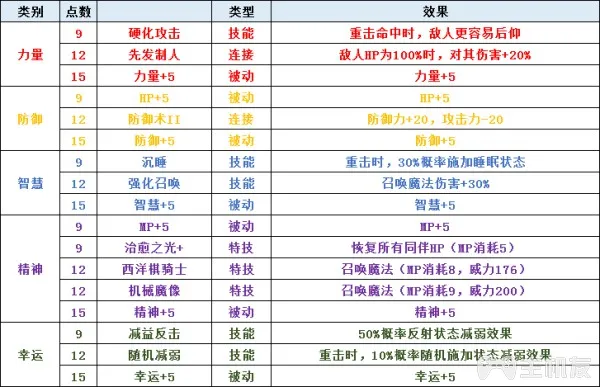 类别 点数 类型 效果
力量 9 硬化攻击 技能 重击命中时，敌人更容易后仰
12 先发制人 连接 敌人HP为100%时，对其伤害+20%
15 力量+5 被动 力量+5
防御 9 HP+5 被动 HP+5
12 防御术II 连接 防御力+20，攻击力-20
15 防御+5 被动 防御+5
智慧 9 沉睡 技能 重击时，30%概率施加睡眠状态
12 强化召唤 技能 召唤魔法伤害+30%
15 智慧+5 被动 智慧+5
精神 9 MP+5 被动 MP+5
9 治愈之光+ 特技 恢复所有同伴HP（MP消耗5）
12 西洋棋骑士 特技 召唤魔法（MP消耗8，威力176）
12 机械魔像 特技 召唤魔法（MP消耗9，威力200）
15 精神+5 被动 精神+5
幸运 9 减益反击 技能 50%概率反射状态减弱效果
12 随机减弱 技能 重击时，10%概率随机施加状态减弱效果
15 幸运+5 被动 幸运+5